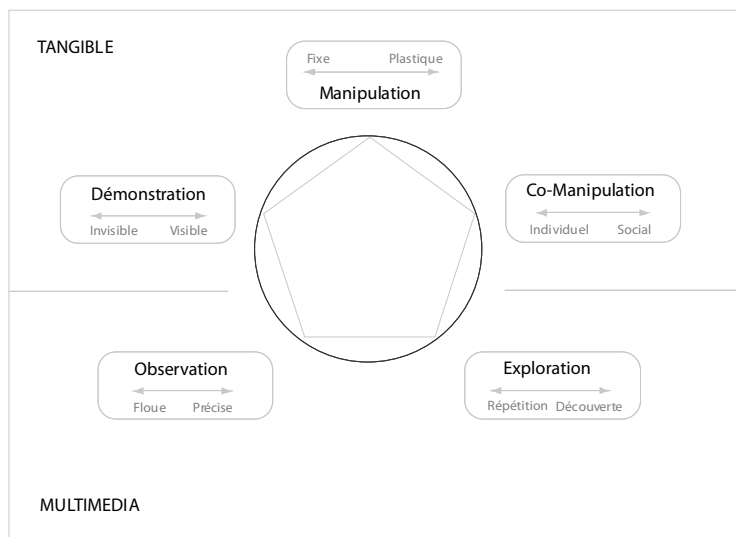 TANGIBLE
Fixe Plastique
Manipulation
Démonstration
Invisible Visible
Co-Manipulation
Individuel Social
Observation
Floue Précise
Exploration
Répétition Découverte
MULTIMEDIA